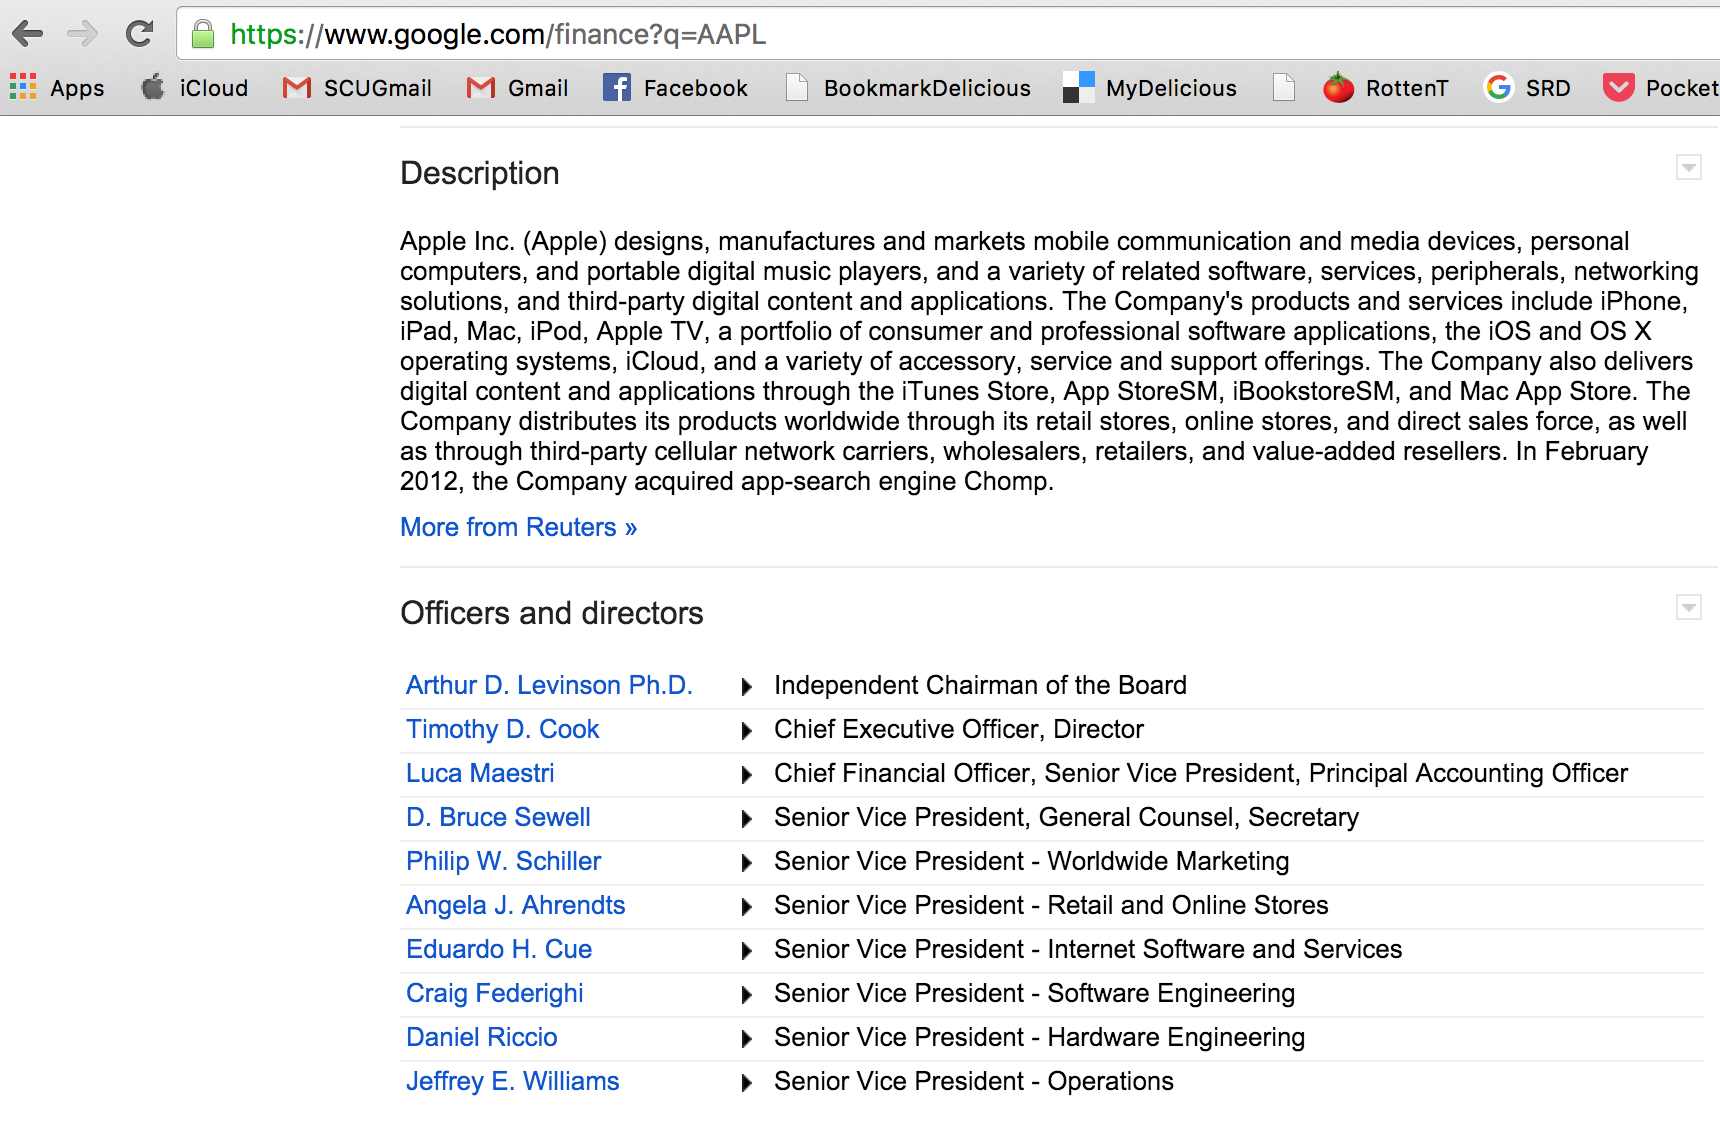 https://www.google.com/finance?q=AAPL
Apps iCloud SCUGmail Gmail Facebook BookmarkDelicious MyDelicious RottenT SRD Pocket
Description
Apple Inc. (Apple) designs, manufactures and markets mobile communication and media devices, personal
computers, and portable digital music players, and a variety of related software, services, peripherals, networking
solutions, and third-party digital content and applications. The Company's products and services include iPhone,
iPad, Mac, iPod, Apple TV, a portfolio of consumer and professional software applications, the iOS and OS X
operating systems, iCloud, and a variety of accessory, service and support offerings. The Company also delivers
digital content and applications through the iTunes Store, App StoreSM, iBookstoreSM, and Mac App Store. The
Company distributes its products worldwide through its retail stores, online stores, and direct sales force, as well
as through third-party cellular network carriers, wholesalers, retailers, and value-added resellers. In February
2012, the Company acquired app-search engine Chomp.
More from Reuters »
Officers and directors
Arthur D. Levinson Ph.D. Independent Chairman of the Board
Timothy D. Cook Chief Executive Officer, Director
Luca Maestri Chief Financial Officer, Senior Vice President, Principal Accounting Officer
D. Bruce Sewell Senior Vice President, General Counsel, Secretary
Philip W. Schiller Senior Vice President - Worldwide Marketing
Angela J. Ahrendts Senior Vice President - Retail and Online Stores
Eduardo H. Cue Senior Vice President - Internet Software and Services
Craig Federighi Senior Vice President - Software Engineering
Daniel Riccio Senior Vice President - Hardware Engineering
Jeffrey E. Williams Senior Vice President - Operations